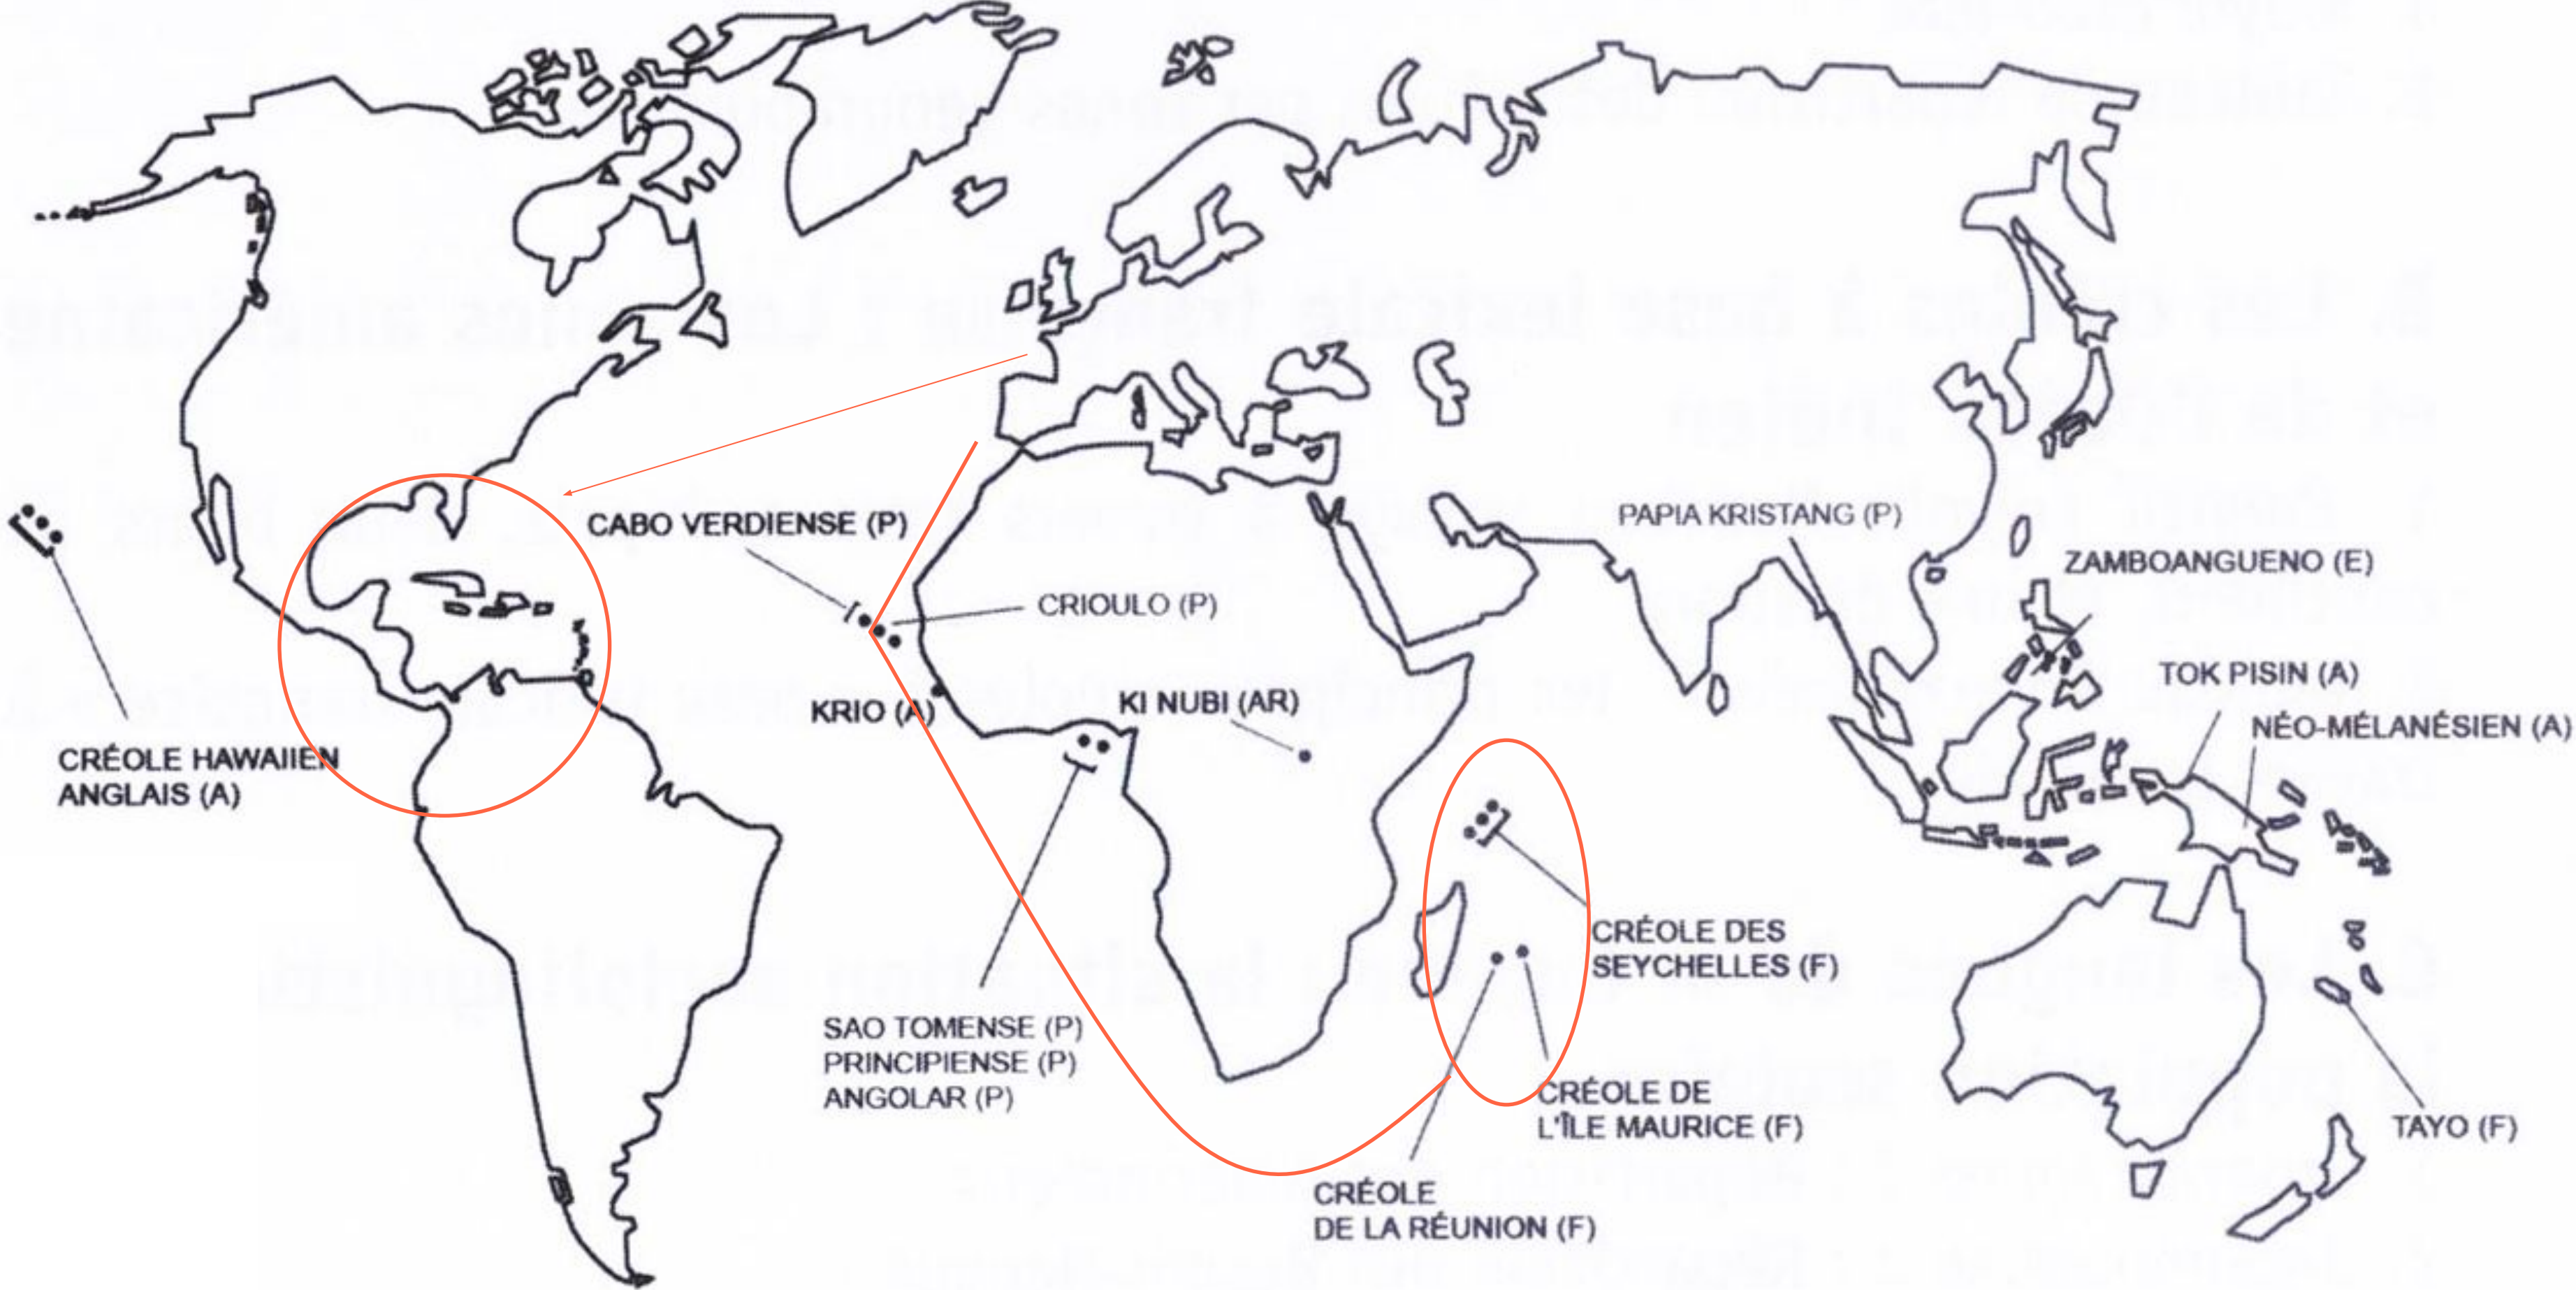 CABO VERDIENSE (P)
PAPIA KRISTANG (P)
ZAMBOANGUENO (E)
CRIOULO (P)
TOK PISIN (A)
KRIO (A)
KI NUBI (AR)
NÉO-MÉLANÉSIEN (A)
CRÉOLE HAWAIIEN
ANGLAIS (A)
CRÉOLE DES
SEYCHELLES (F)
SAO TOMENSE (P)
PRINCIPIENSE (P)
ANGOLAR (P)
CRÉOLE DE
L'ÎLE MAURICE (F)
TAYO (F)
CRÉOLE
DE LA RÉUNION (F)